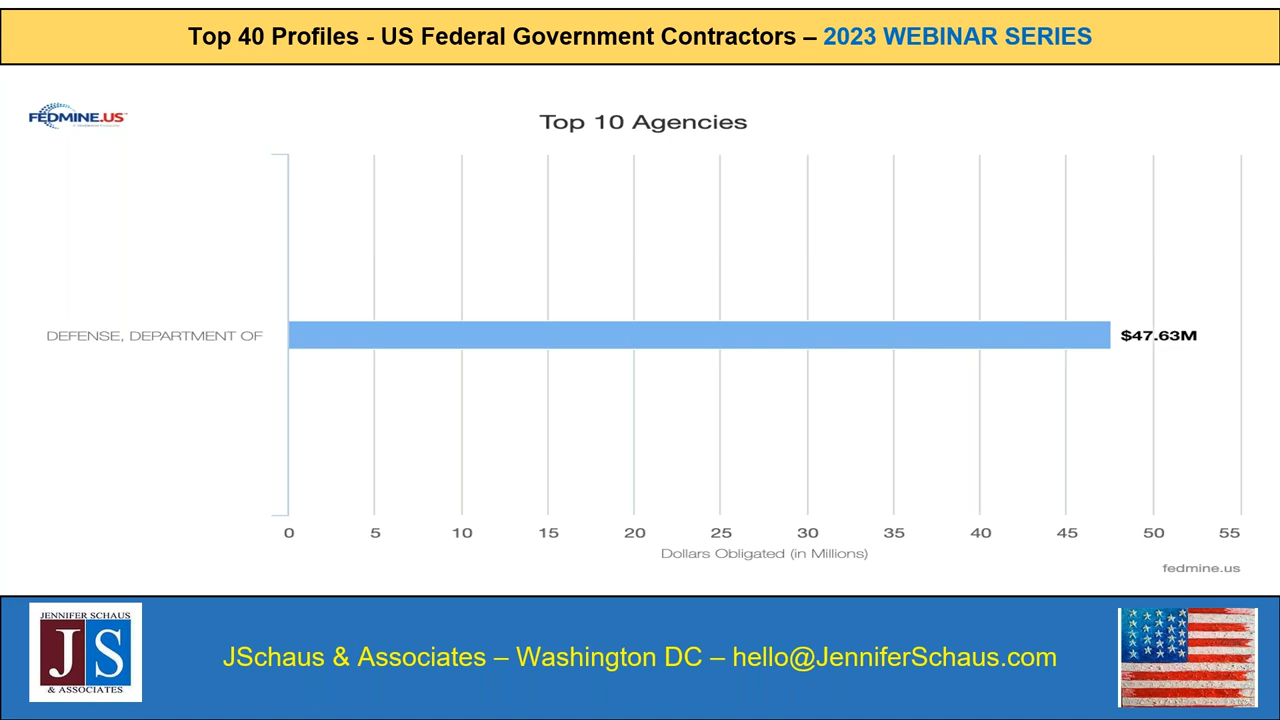 Top 40 Profiles - US Federal Government Contractors – 2023 WEBINAR SERIES
FEDMINE.US
Top 10 Agencies
DEFENSE, DEPARTMENT OF
$47.63M
0 5 10 15 20 25 30 35 40 45 50 55
Dollars Obligated (in Millions)
fedmine.us
JENNIFER SCHAUS
JS
& ASSOCIATES
JSchaus & Associates – Washington DC – hello@JenniferSchaus.com